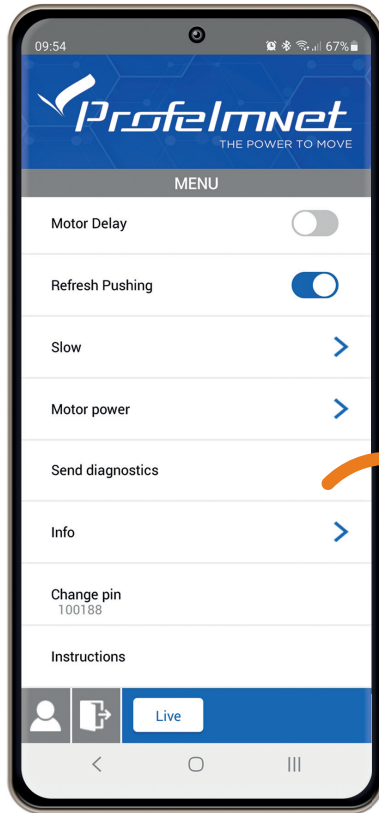 09:54
67%
Profelmnet
THE POWER TO MOVE
MENU
Motor Delay
Refresh Pushing
Slow
Motor power
Send diagnostics
Info
Change pin
100188
Instructions
Live